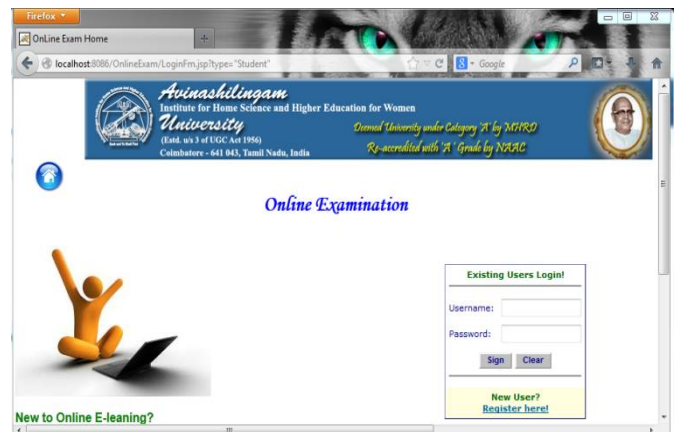 Firefox
OnLine Exam Home
localhost:8086/OnlineExam/LoginFm.jsp?type="Student"
Google
Avinashilingam
Institute for Home Science and Higher Education for Women
University
(Estd. u/s 3 of UGC Act 1956)
Coimbatore - 641 043, Tamil Nadu, India
Deemed University under Category 'A' by MHRD
Re-accredited with 'A' Grade by NAAC
Online Examination
Existing Users Login!
Username:
Password:
Sign Clear
New User?
Register here!
New to Online E-leaning?